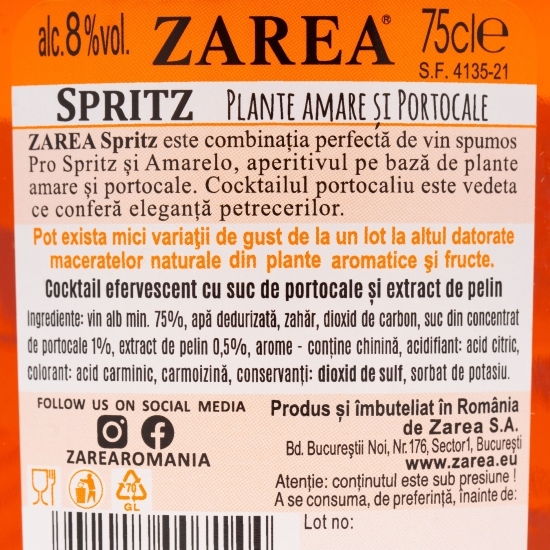 alc.8%vol. ZAREA® 75cl℮
S.F. 4135-21
SPRITZ PLANTE AMARE ȘI PORTOCALE
ZAREA Spritz este combinația perfectă de vin spumos
Pro Spritz și Amarelo, aperitivul pe bază de plante
amare și portocale. Cocktailul portocaliu este vedeta
ce conferă eleganță petrecerilor.
Pot exista mici variaţii de gust de la un lot la altul datorate
maceratelor naturale din plante aromatice şi fructe.
Cocktail efervescent cu suc de portocale și extract de pelin
Ingrediente: vin alb min. 75%, apă dedurizată, zahăr, dioxid de carbon, suc din concentrat
de portocale 1%, extract de pelin 0,5%, arome - conține chinină, acidifiant: acid citric,
colorant: acid carminic, carmoizină, conservanți: dioxid de sulf, sorbat de potasiu.
FOLLOW US ON SOCIAL MEDIA
ZAREAROMANIA
70
GL
Produs și îmbuteliat în România
de Zarea S.A.
Bd. Bucureștii Noi, Nr.176, Sector1, București
www.zarea.eu
Atenție: conținutul este sub presiune !
A se consuma, de preferință, înainte de:
Lot no: